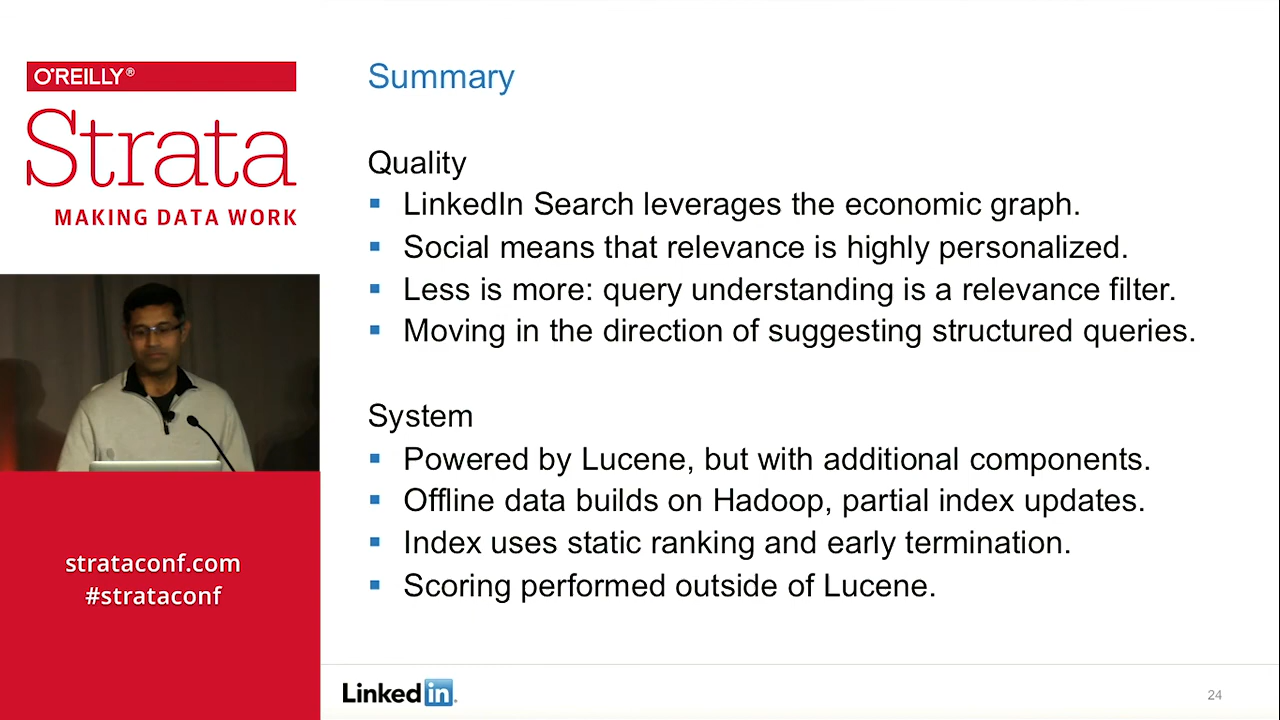 O'REILLY®
Strata
MAKING DATA WORK
strataconf.com
#strataconf
Summary
Quality
▪ LinkedIn Search leverages the economic graph.
▪ Social means that relevance is highly personalized.
▪ Less is more: query understanding is a relevance filter.
▪ Moving in the direction of suggesting structured queries.
System
▪ Powered by Lucene, but with additional components.
▪ Offline data builds on Hadoop, partial index updates.
▪ Index uses static ranking and early termination.
▪ Scoring performed outside of Lucene.
Linked in
24